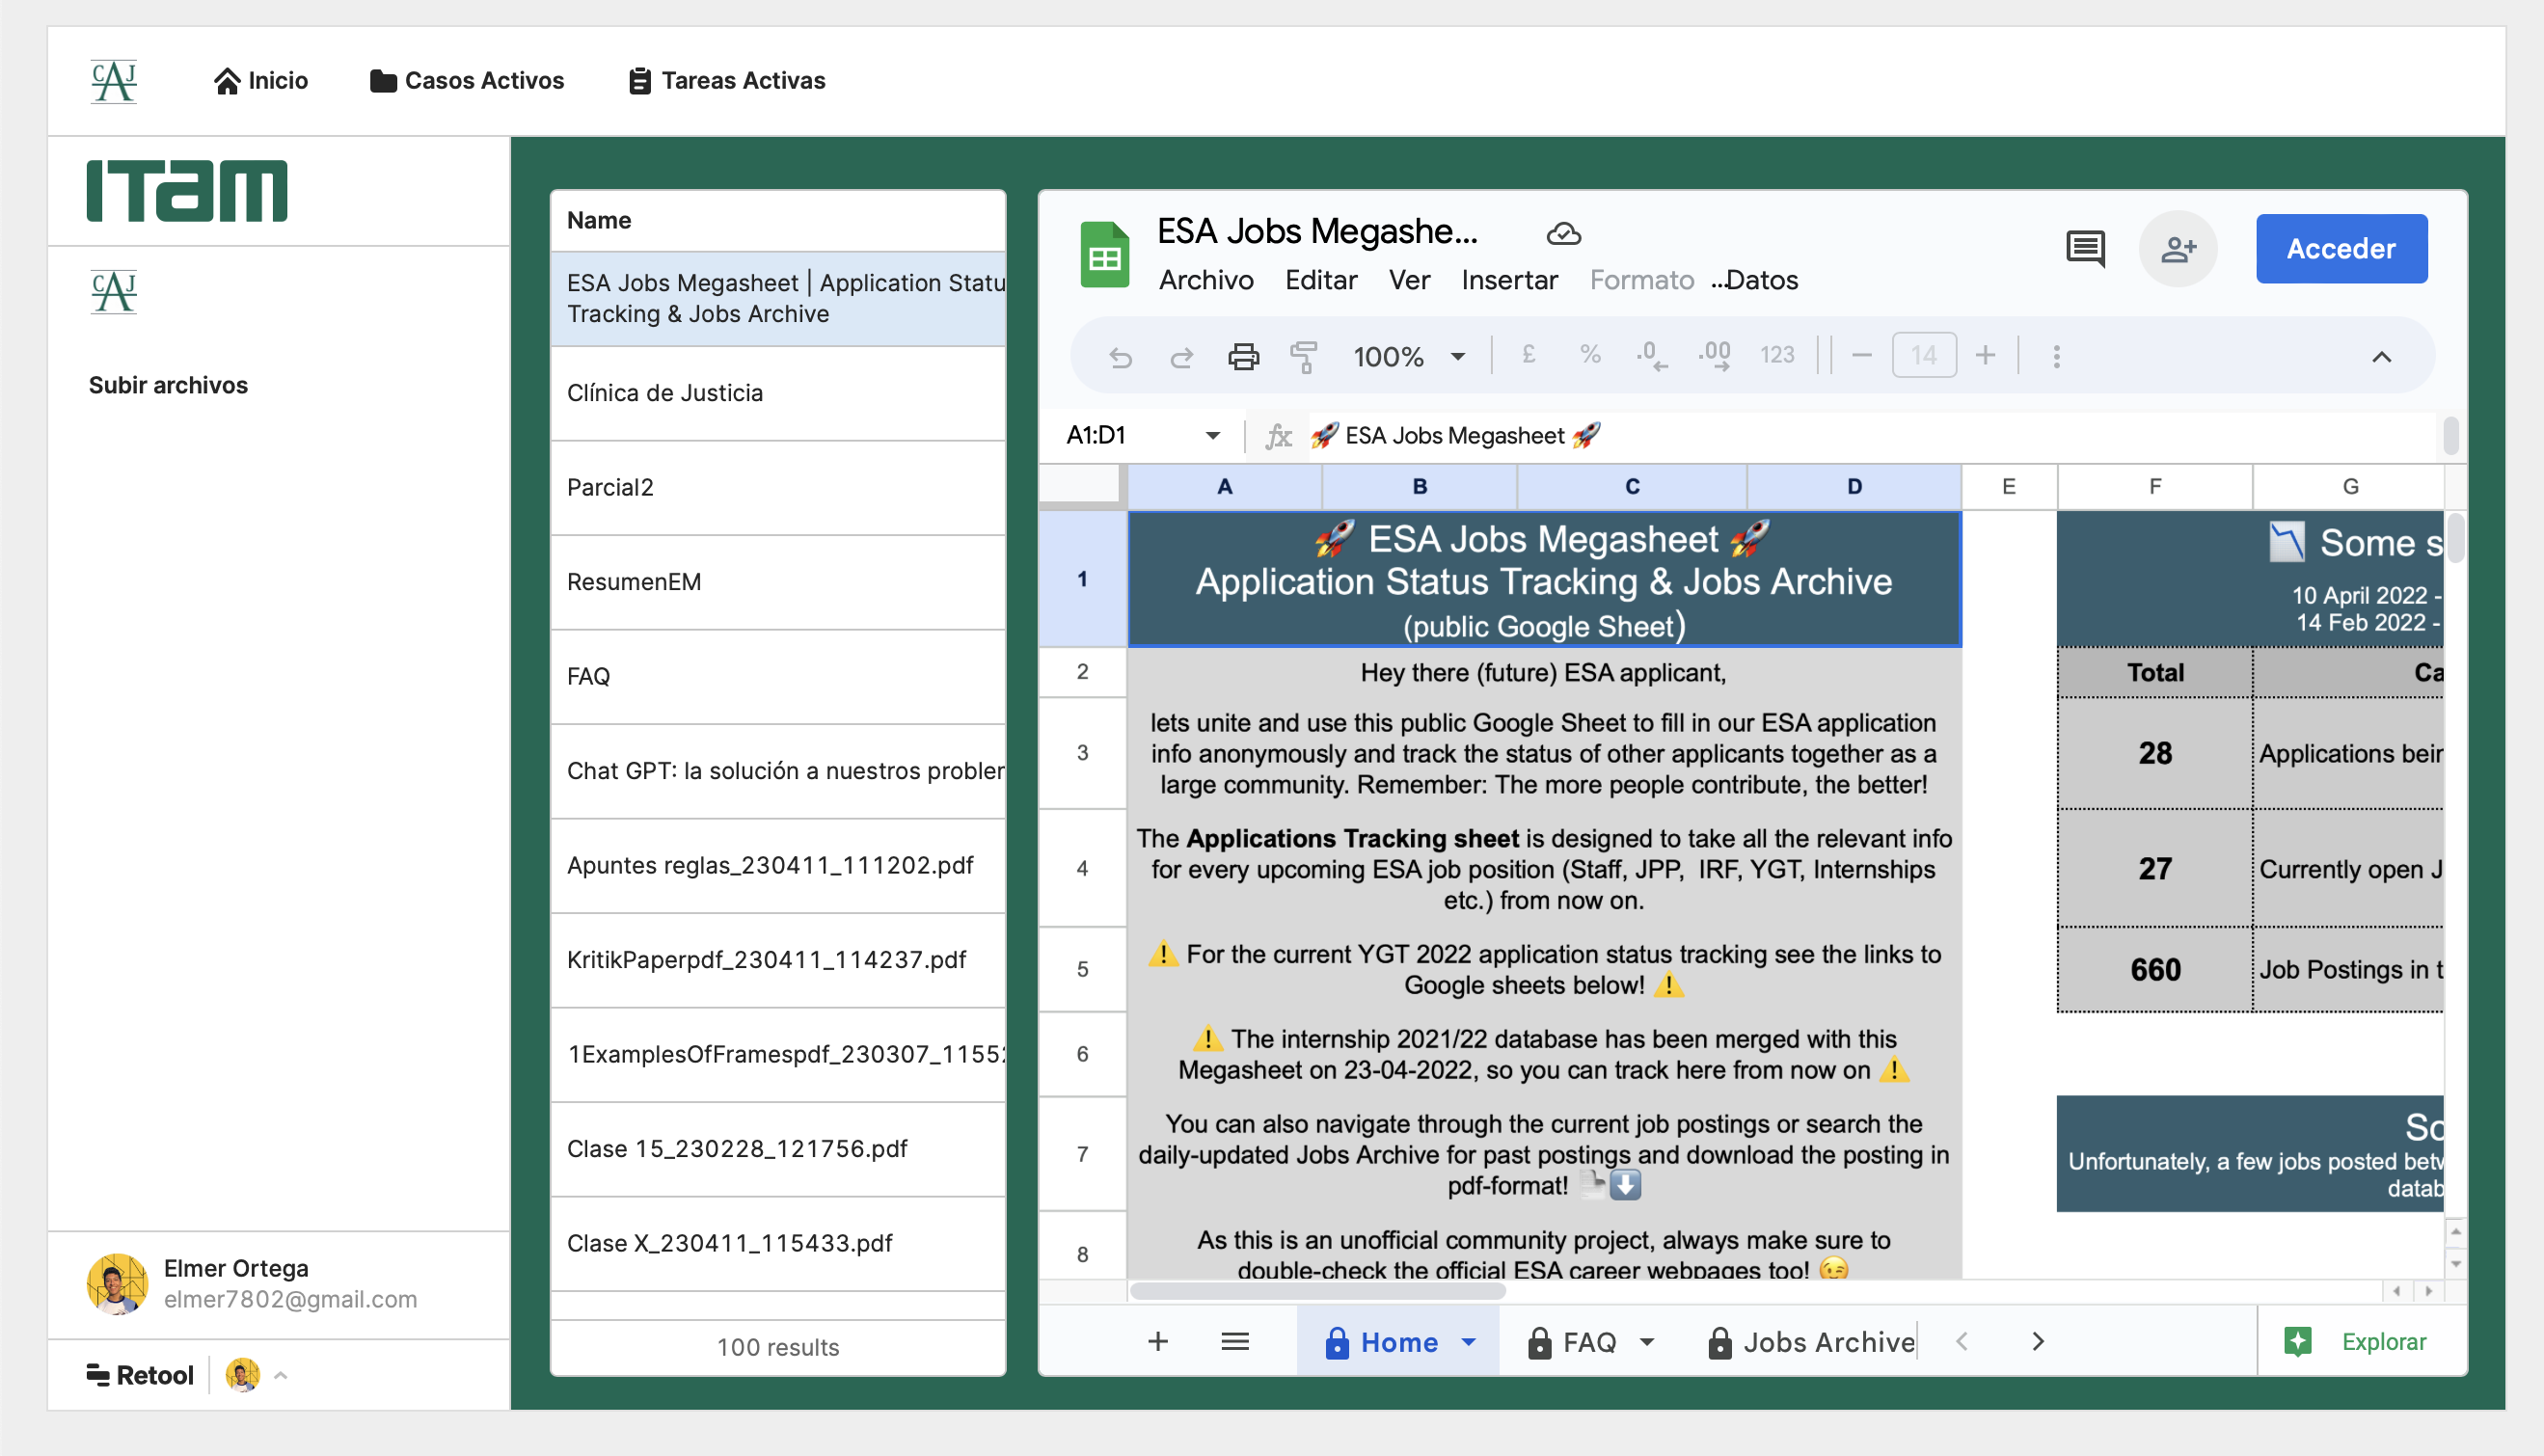 CAJ
Inicio
Casos Activos
Tareas Activas
ITAM
CAJ
Subir archivos
Elmer Ortega
elmer7802@gmail.com
Retool
Name
ESA Jobs Megasheet | Application Statu
Tracking & Jobs Archive
Clínica de Justicia
Parcial2
ResumenEM
FAQ
Chat GPT: la solución a nuestros probler
Apuntes reglas_230411_111202.pdf
KritikPaperpdf_230411_114237.pdf
1ExamplesOfFramespdf_230307_1155
Clase 15_230228_121756.pdf
Clase X_230411_115433.pdf
100 results
ESA Jobs Megashe...
Archivo Editar Ver Insertar Formato ...Datos
Acceder
100% £ % .0 .00 123 − 14 +
A1:D1 fx 🚀 ESA Jobs Megasheet 🚀
A B C D E F G
1
🚀 ESA Jobs Megasheet 🚀
Application Status Tracking & Jobs Archive
(public Google Sheet)
2
Hey there (future) ESA applicant,
3
lets unite and use this public Google Sheet to fill in our ESA application
info anonymously and track the status of other applicants together as a
large community. Remember: The more people contribute, the better!
4
The Applications Tracking sheet is designed to take all the relevant info
for every upcoming ESA job position (Staff, JPP, IRF, YGT, Internships
etc.) from now on.
5
⚠️ For the current YGT 2022 application status tracking see the links to
Google sheets below! ⚠️
6
⚠️ The internship 2021/22 database has been merged with this
Megasheet on 23-04-2022, so you can track here from now on ⚠️
7
You can also navigate through the current job postings or search the
daily-updated Jobs Archive for past postings and download the posting in
pdf-format!
8
As this is an unofficial community project, always make sure to
double-check the official ESA career webpages too! 😉
📉 Some s
10 April 2022 -
14 Feb 2022 -
Total Ca
28 Applications bein
27 Currently open J
660 Job Postings in t
So
Unfortunately, a few jobs posted betw
datab
+ Home FAQ Jobs Archive
Explorar